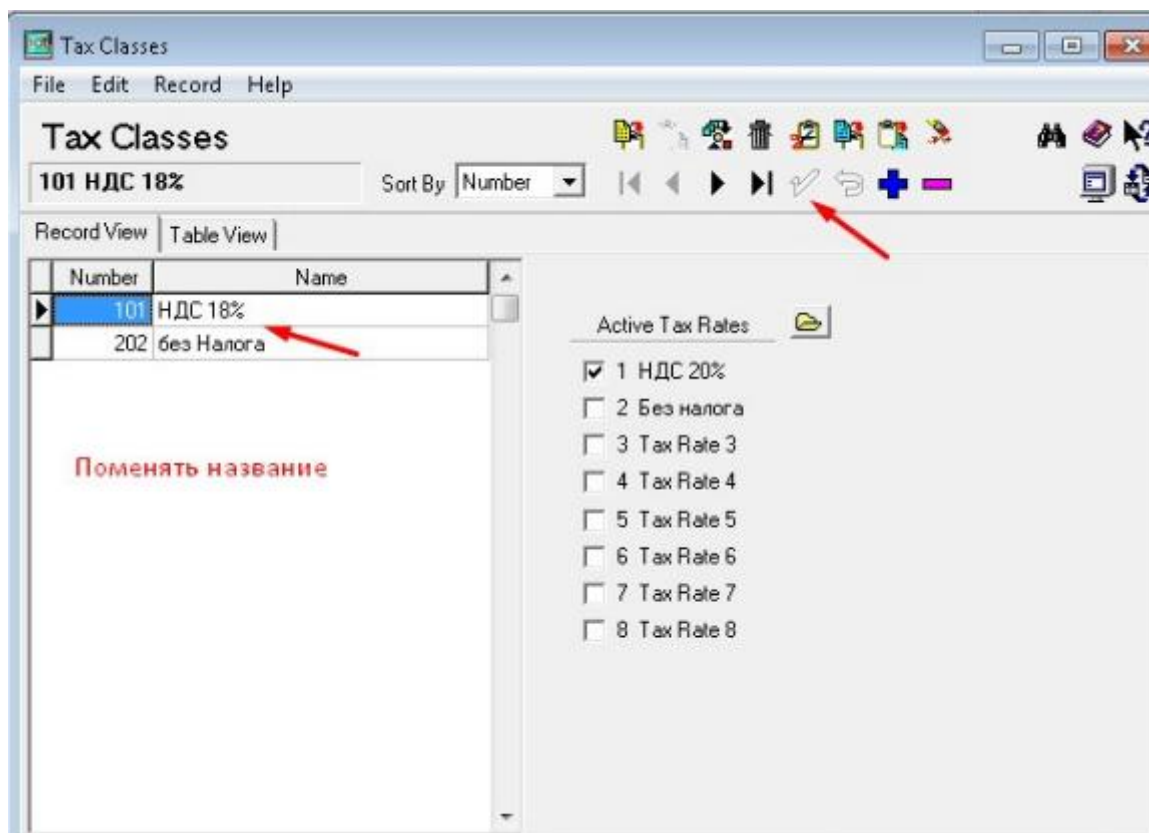 Tax Classes
File Edit Record Help
Tax Classes
101 НДС 18%
Sort By Number
Record View Table View
Number Name
101 НДС 18%
202 без Налога
Поменять название
Active Tax Rates
1 НДС 20%
2 Без налога
3 Tax Rate 3
4 Tax Rate 4
5 Tax Rate 5
6 Tax Rate 6
7 Tax Rate 7
8 Tax Rate 8